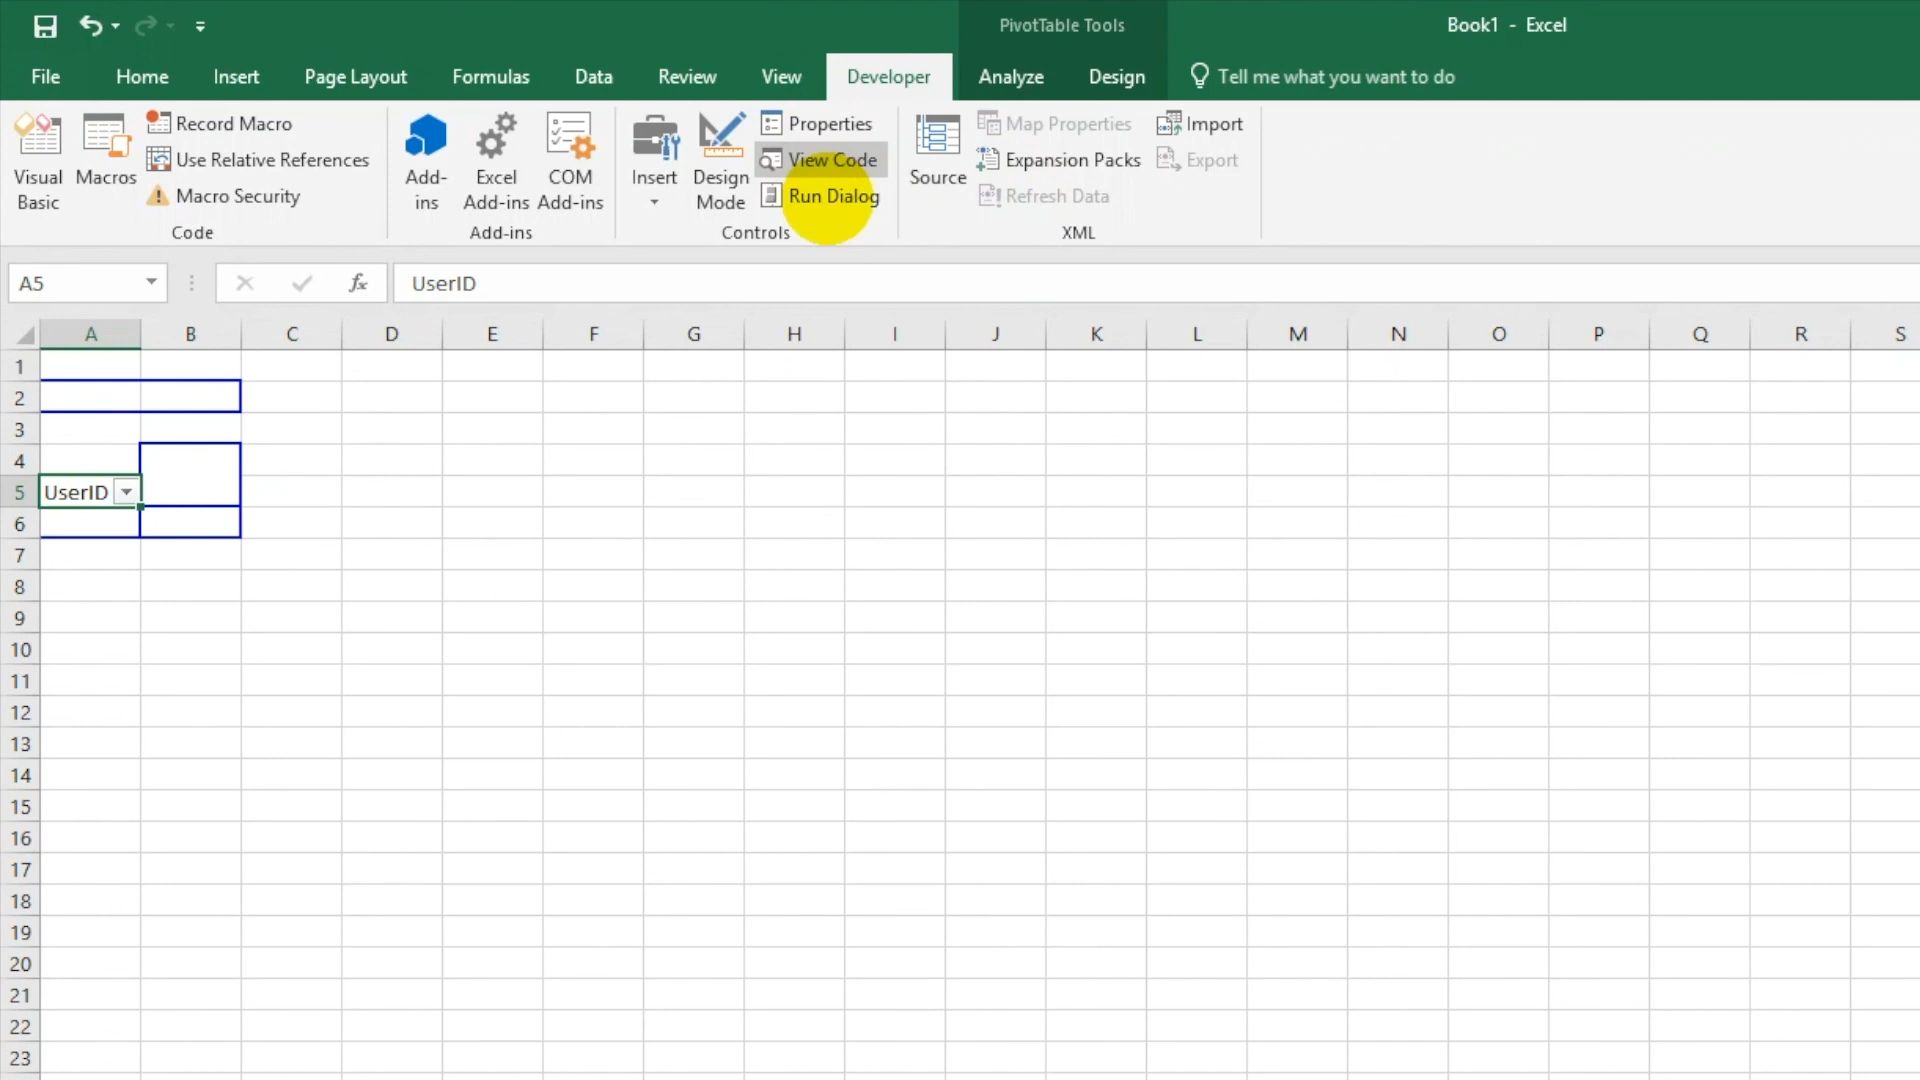 PivotTable Tools
Book1 - Excel
File Home Insert Page Layout Formulas Data Review View Developer Analyze Design Tell me what you want to do
Visual Basic
Macros
Record Macro
Use Relative References
Macro Security
Code
Add-ins
Excel Add-ins
COM Add-ins
Add-ins
Insert
Design Mode
Properties
View Code
Run Dialog
Controls
Source
Map Properties
Expansion Packs
Refresh Data
Import
Export
XML
A5 fx UserID
A B C D E F G H I J K L M N O P Q R S
1
2
3
4
5 UserID
6
7
8
9
10
11
12
13
14
15
16
17
18
19
20
21
22
23